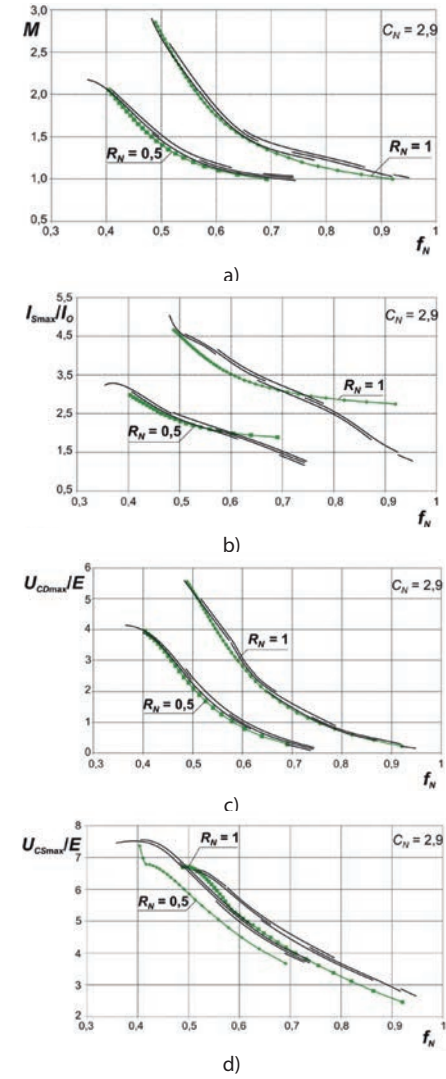 3,0
M
C_N = 2,9
2,5
2,0
1,5
R_N = 0,5
R_N = 1
1,0
0,5
0,3 0,4 0,5 0,6 0,7 0,8 0,9 1
f_N
a)
5,5
I_Smax/I_O
C_N = 2,9
4,5
3,5
R_N = 1
2,5
R_N = 0,5
1,5
0,5
0,3 0,4 0,5 0,6 0,7 0,8 0,9 1
f_N
b)
6
U_CDmax/E
C_N = 2,9
5
4
3
R_N = 1
2
R_N = 0,5
1
0
0,3 0,4 0,5 0,6 0,7 0,8 0,9 1
f_N
c)
8
U_CSmax/E
R_N = 1
C_N = 2,9
7
6
R_N = 0,5
5
4
3
2
0,3 0,4 0,5 0,6 0,7 0,8 0,9 1
f_N
d)